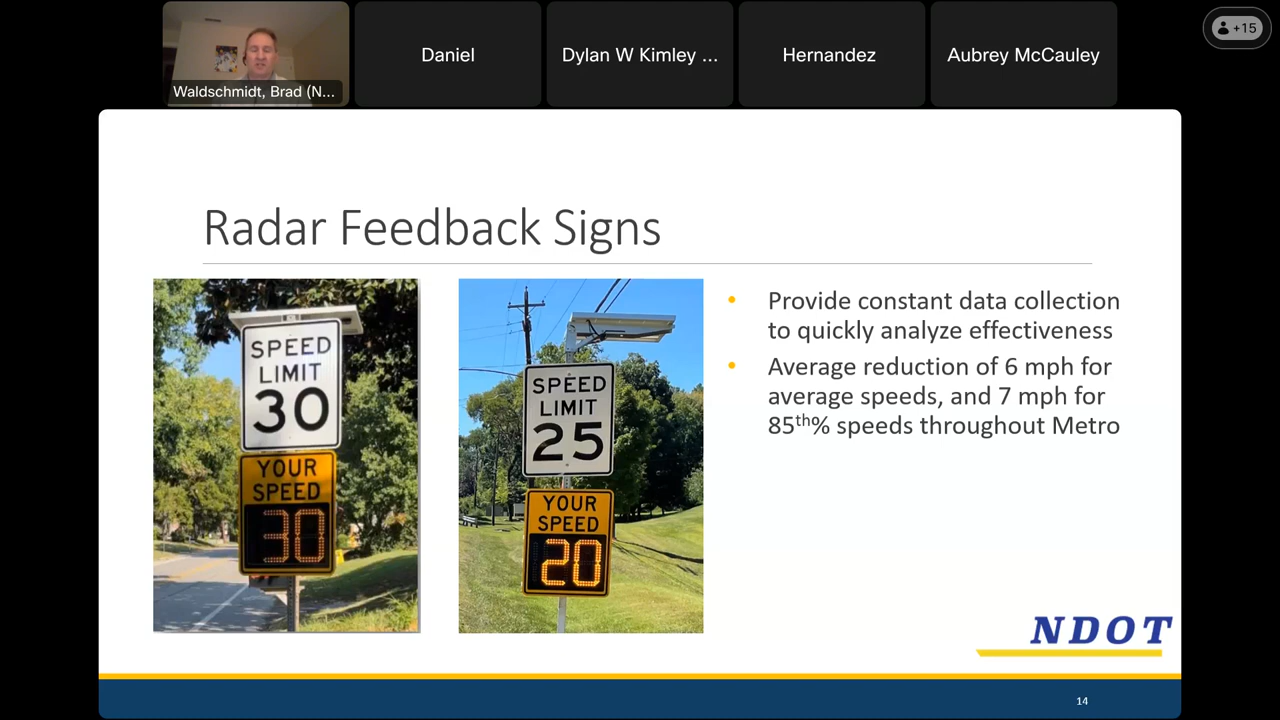 +15
Daniel
Dylan W Kimley ...
Hernandez
Aubrey McCauley
Waldschmidt, Brad (N...
Radar Feedback Signs
SPEED
LIMIT
30
YOUR
SPEED
30
SPEED
LIMIT
25
YOUR
SPEED
20
Provide constant data collection
to quickly analyze effectiveness
Average reduction of 6 mph for
average speeds, and 7 mph for
85th% speeds throughout Metro
NDOT
14